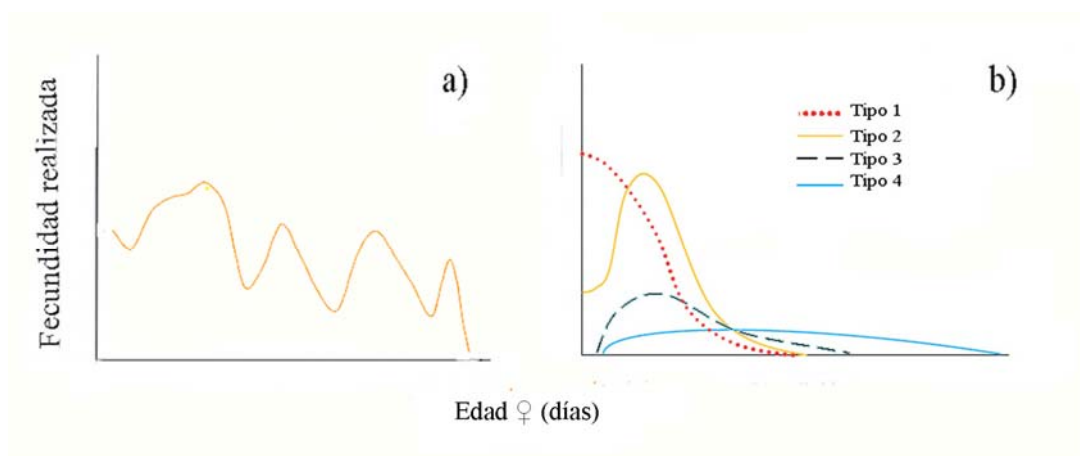 Fecundidad realizada
a)
b)
Tipo 1
Tipo 2
Tipo 3
Tipo 4
Edad ♀ (días)